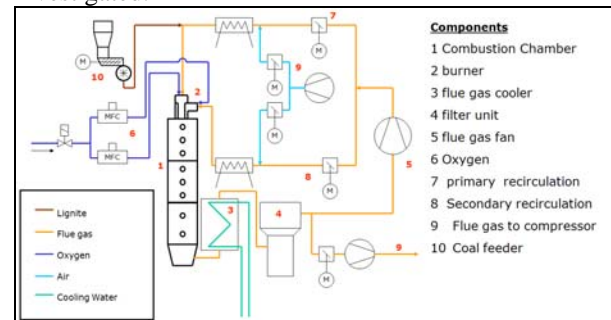 investigated.
7
M
M
10
9
M
M
2
MFC
6
MFC
1
5
8
M
3
4
9
M
Lignite
Flue gas
Oxygen
Air
Cooling Water
Components
1 Combustion Chamber
2 burner
3 flue gas cooler
4 filter unit
5 flue gas fan
6 Oxygen
7 primary recirculation
8 Secondary recirculation
9 Flue gas to compressor
10 Coal feeder